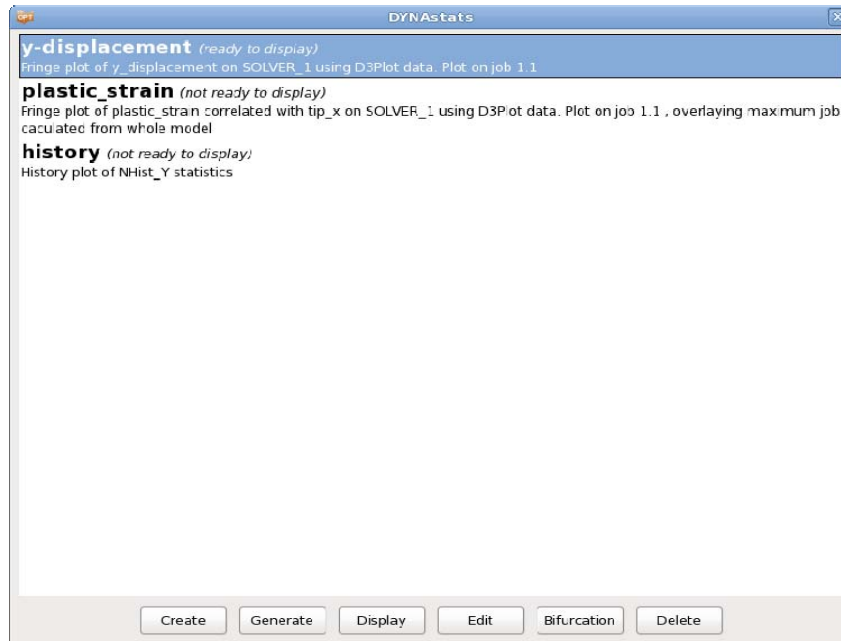 DYNAstats
y-displacement (ready to display)
Fringe plot of y_displacement on SOLVER_1 using D3Plot data. Plot on job 1.1
plastic_strain (not ready to display)
Fringe plot of plastic_strain correlated with tip_x on SOLVER_1 using D3Plot data. Plot on job 1.1 , overlaying maximum job
caculated from whole model
history (not ready to display)
History plot of NHist_Y statistics
Create Generate Display Edit Bifurcation Delete